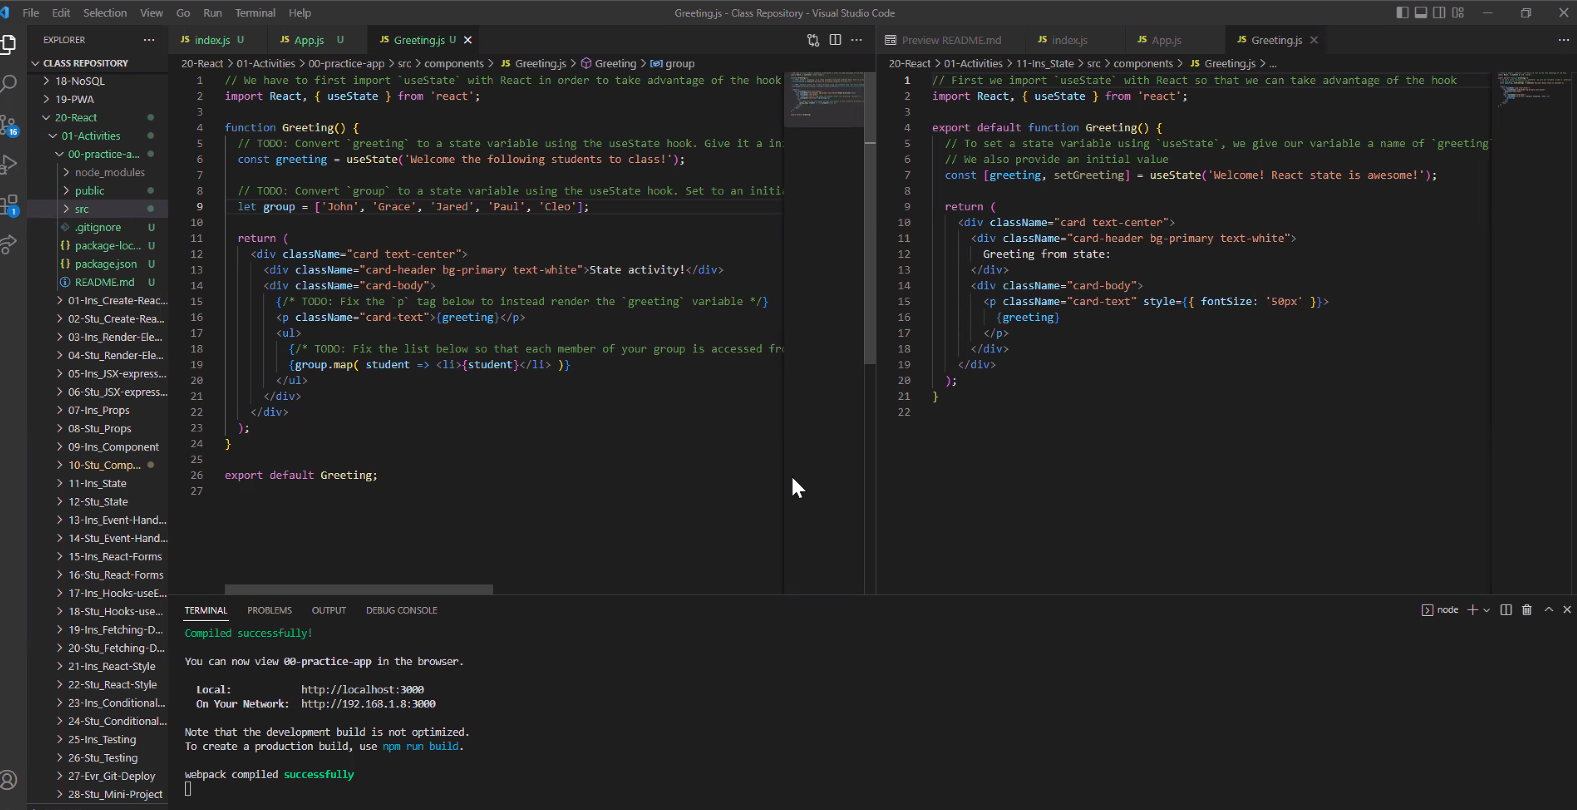 File Edit Selection View Go Run Terminal Help
Greeting.js - Class Repository - Visual Studio Code
EXPLORER
CLASS REPOSITORY
18-NoSQL
19-PWA
20-React
01-Activities
00-practice-a...
node_modules
public
src
.gitignore U
package-loc... U
package.json U
README.md U
01-Ins_Create-Reac...
02-Stu_Create-Rea...
03-Ins_Render-Ele...
04-Stu_Render-Ele...
05-Ins_JSX-express...
06-Stu_JSX-express...
07-Ins_Props
08-Stu_Props
09-Ins_Component
10-Stu_Comp...
11-Ins_State
12-Stu_State
13-Ins_Event-Hand...
14-Stu_Event-Hand...
15-Ins_React-Forms
16-Stu_React-Forms
17-Ins_Hooks-useE...
18-Stu_Hooks-use...
19-Ins_Fetching-D...
20-Stu_Fetching-D...
21-Ins_React-Style
22-Stu_React-Style
23-Ins_Conditional...
24-Stu_Conditional...
25-Ins_Testing
26-Stu_Testing
27-Evr_Git-Deploy
28-Stu_Mini-Project
16
1
JS index.js U JS App.js U JS Greeting.js U
20-React > 01-Activities > 00-practice-app > src > components > JS Greeting.js > Greeting > group
1 // We have to first import `useState` with React in order to take advantage of the hook
2 import React, { useState } from 'react';
3
4 function Greeting() {
5 // TODO: Convert `greeting` to a state variable using the useState hook. Give it a in
6 const greeting = useState('Welcome the following students to class!');
7
8 // TODO: Convert `group` to a state variable using the useState hook. Set to an initi
9 let group = ['John', 'Grace', 'Jared', 'Paul', 'Cleo'];
10
11 return (
12 <div className="card text-center">
13 <div className="card-header bg-primary text-white">State activity!</div>
14 <div className="card-body">
15 {/* TODO: Fix the `p` tag below to instead render the `greeting` variable */}
16 <p className="card-text">{greeting}</p>
17 <ul>
18 {/* TODO: Fix the list below so that each member of your group is accessed fro
19 {group.map( student => <li>{student}</li> )}
20 </ul>
21 </div>
22 </div>
23 );
24 }
25
26 export default Greeting;
27
Preview README.md JS index.js JS App.js JS Greeting.js
20-React > 01-Activities > 11-Ins_State > src > components > JS Greeting.js > ...
1 // First we import `useState` with React so that we can take advantage of the hook
2 import React, { useState } from 'react';
3
4 export default function Greeting() {
5 // To set a state variable using `useState`, we give our variable a name of `greeting`
6 // We also provide an initial value
7 const [greeting, setGreeting] = useState('Welcome! React state is awesome!');
8
9 return (
10 <div className="card text-center">
11 <div className="card-header bg-primary text-white">
12 Greeting from state:
13 </div>
14 <div className="card-body">
15 <p className="card-text" style={{ fontSize: '50px' }}>
16 {greeting}
17 </p>
18 </div>
19 </div>
20 );
21 }
22
TERMINAL PROBLEMS OUTPUT DEBUG CONSOLE
node
Compiled successfully!
You can now view 00-practice-app in the browser.
Local: http://localhost:3000
On Your Network: http://192.168.1.8:3000
Note that the development build is not optimized.
To create a production build, use npm run build.
webpack compiled successfully